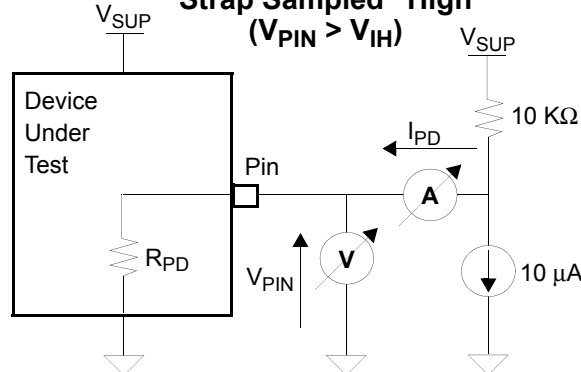 Strap Sampled "High"
(VPIN > VIH)
VSUP
VSUP
Device
Under
Test
10 KΩ
IPD
Pin
A
RPD
VPIN
V
10 μA